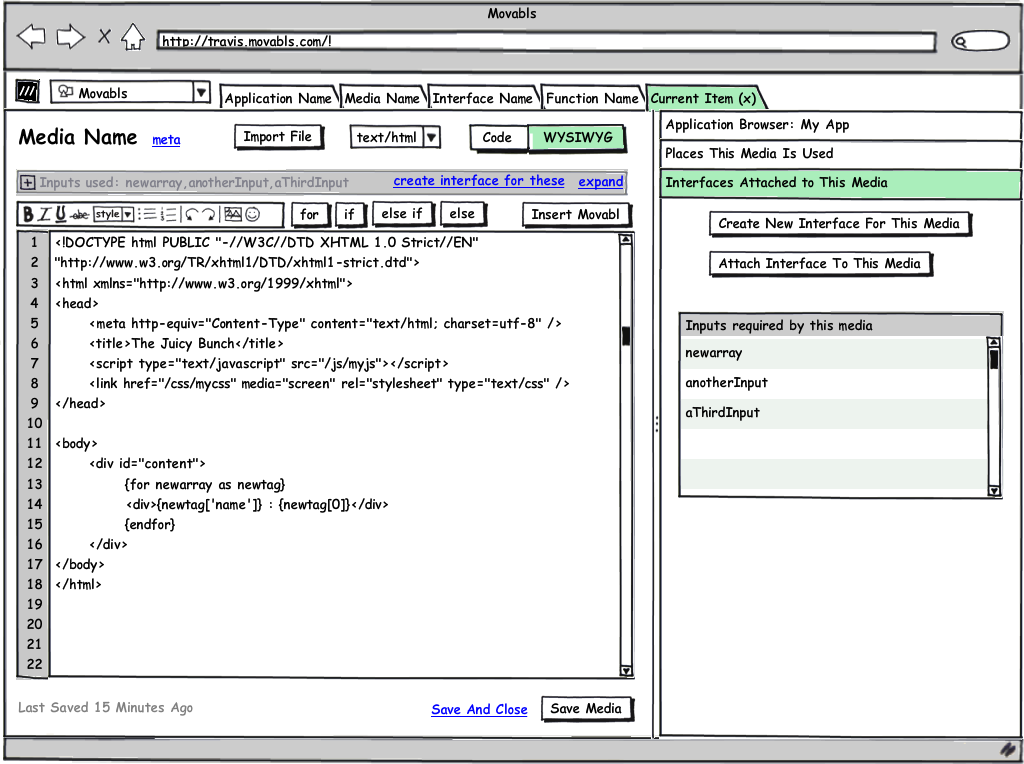 Movabls
http://travis.movabls.com/!
Movabls
Application Name
Media Name
Interface Name
Function Name
Current Item (x)
Media Name meta
Import File
text/html
Code
WYSIWYG
Inputs used: newarray,anotherInput,aThirdInput
create interface for these
expand
B I U abc style
for
if
else if
else
Insert Movabl
1 <!DOCTYPE html PUBLIC "-//W3C//DTD XHTML 1.0 Strict//EN"
2 "http://www.w3.org/TR/xhtml1/DTD/xhtml1-strict.dtd">
3 <html xmlns="http://www.w3.org/1999/xhtml">
4 <head>
5 <meta http-equiv="Content-Type" content="text/html; charset=utf-8" />
6 <title>The Juicy Bunch</title>
7 <script type="text/javascript" src="/js/myjs"></script>
8 <link href="/css/mycss" media="screen" rel="stylesheet" type="text/css" />
9 </head>
10
11 <body>
12 <div id="content">
13 {for newarray as newtag}
14 <div>{newtag['name']} : {newtag[0]}</div>
15 {endfor}
16 </div>
17 </body>
18 </html>
19
20
21
22
Last Saved 15 Minutes Ago
Save And Close
Save Media
Application Browser: My App
Places This Media Is Used
Interfaces Attached to This Media
Create New Interface For This Media
Attach Interface To This Media
Inputs required by this media
newarray
anotherInput
aThirdInput